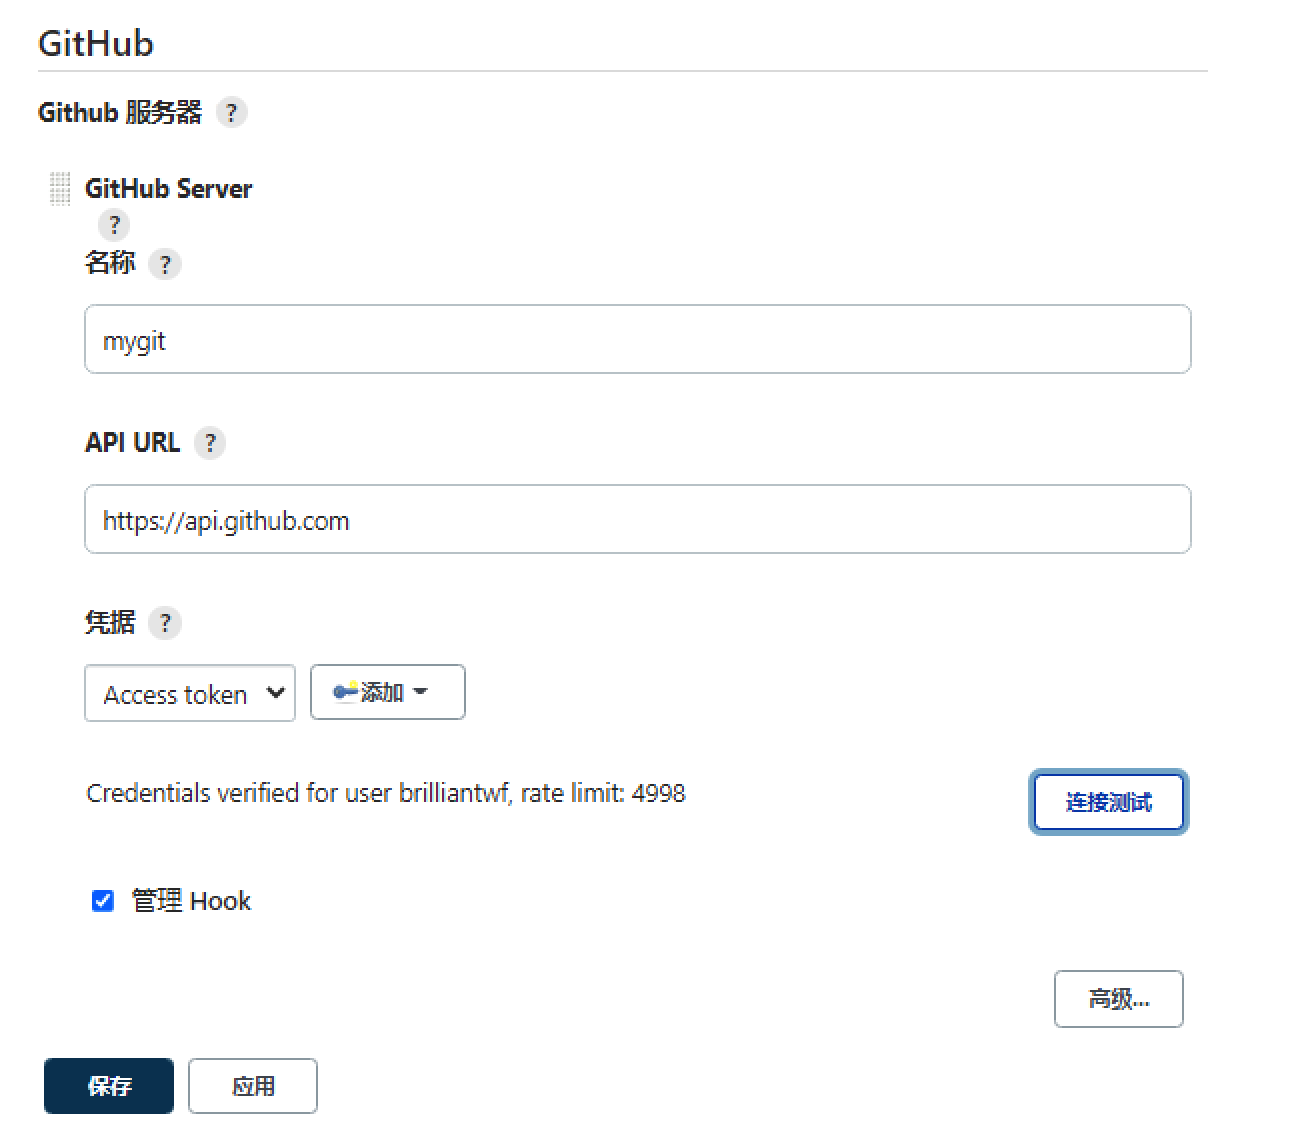 GitHub
Github 服务器 ?
GitHub Server
?
名称 ?
mygit
API URL ?
https://api.github.com
凭据 ?
Access token 添加
Credentials verified for user brilliantwf, rate limit: 4998
连接测试
管理 Hook
高级...
保存 应用